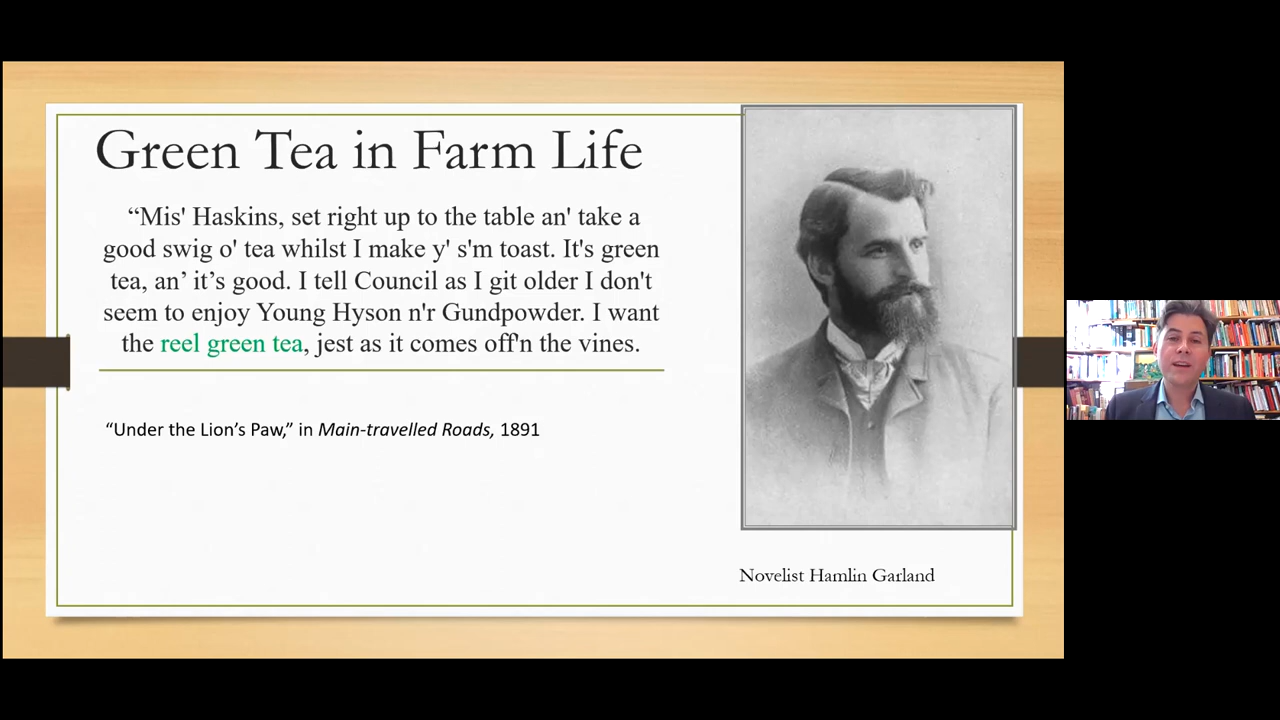 Green Tea in Farm Life
“Mis' Haskins, set right up to the table an' take a
good swig o' tea whilst I make y' s'm toast. It's green
tea, an’ it’s good. I tell Council as I git older I don't
seem to enjoy Young Hyson n'r Gundpowder. I want
the reel green tea, jest as it comes off'n the vines.
“Under the Lion’s Paw,” in Main-travelled Roads, 1891
Novelist Hamlin Garland